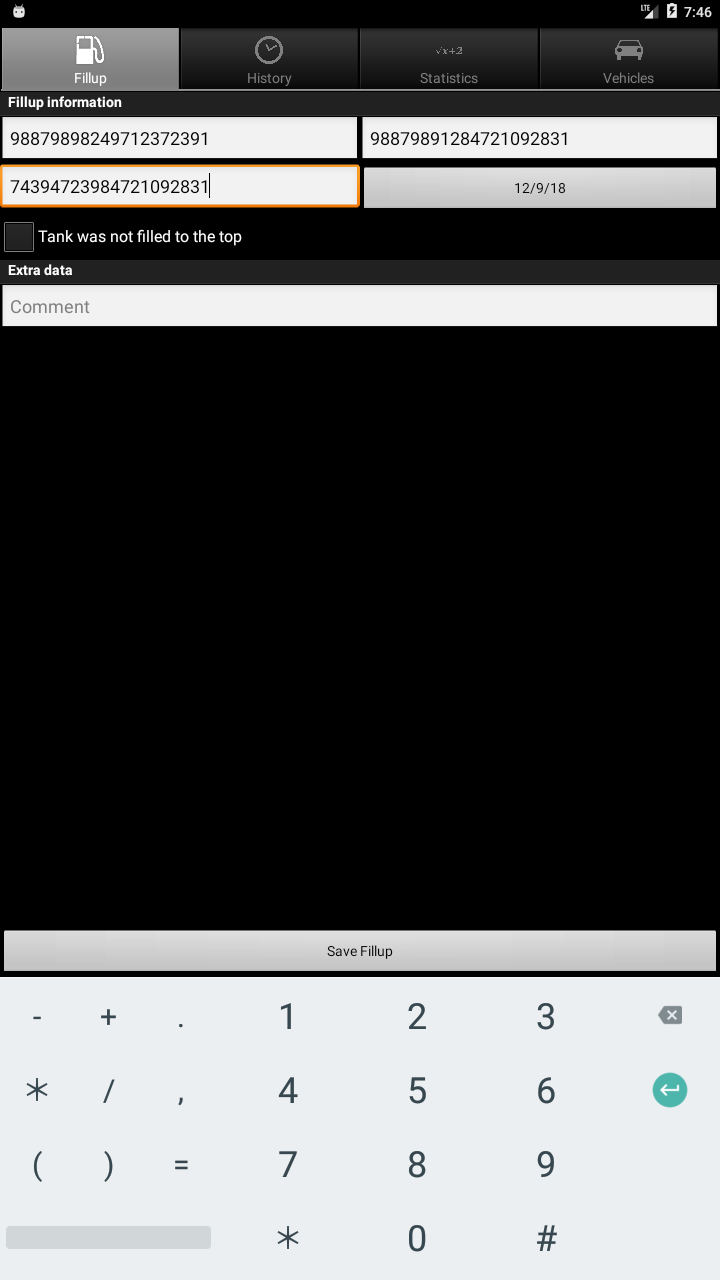 LTE 7:46
Fillup History √x+2 Statistics Vehicles
Fillup information
98879898249712372391 98879891284721092831
74394723984721092831 12/9/18
Tank was not filled to the top
Extra data
Comment
Save Fillup
- + . 1 2 3
* / , 4 5 6
( ) = 7 8 9
* 0 #